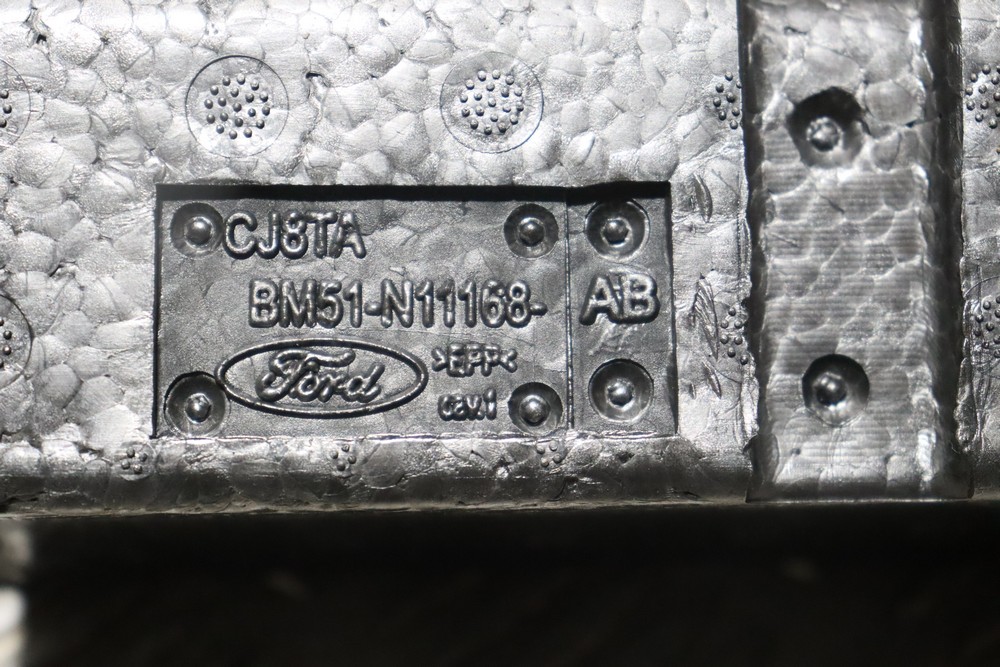 CJ8TA
BM51-N11168- AB
Ford >EPP<
cav.1